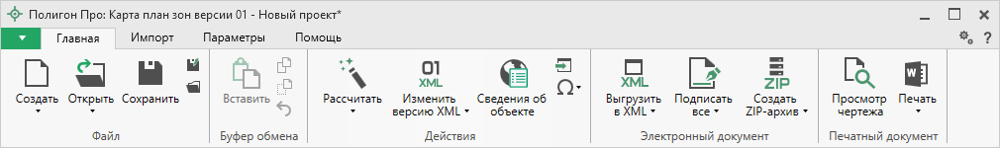 Полигон Про: Карта план зон версии 01 - Новый проект*
Главная Импорт Параметры Помощь
?
01
XML
XML
ZIP
W
Ω
Создать Открыть Сохранить Вставить Рассчитать Изменить версию XML Сведения об объекте Выгрузить в XML Подписать все Создать ZIP-архив Просмотр чертежа Печать
Файл Буфер обмена Действия Электронный документ Печатный документ